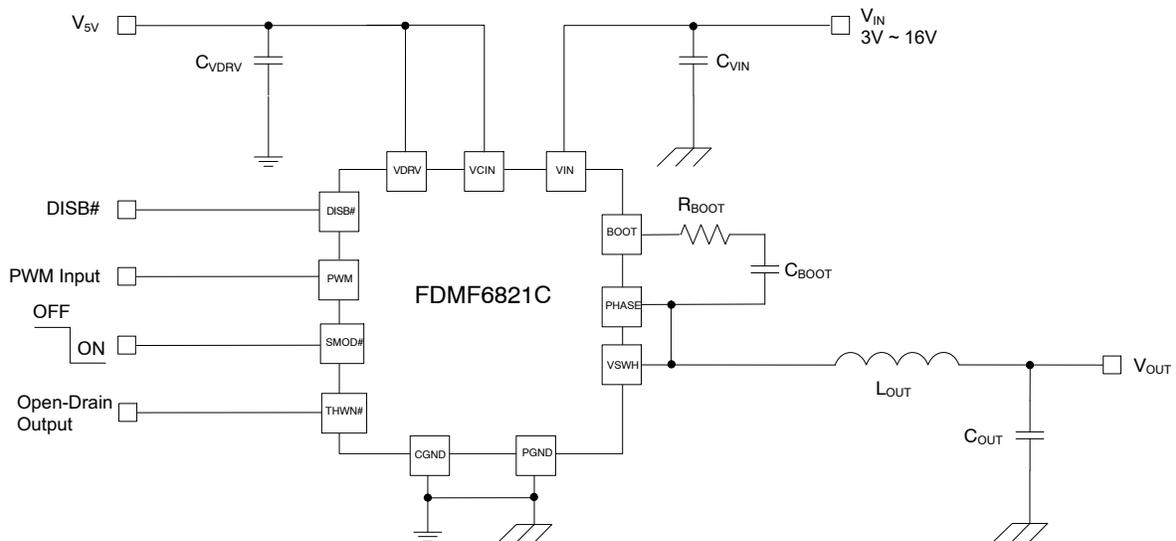 V5V
CVDRV
CVIN
VIN
3V ~ 16V
VDRV
VCIN
VIN
DISB#
DISB#
BOOT
RBOOT
CBOOT
PWM Input
PWM
FDMF6821C
PHASE
OFF
ON
SMOD#
VSWH
LOUT
VOUT
Open-Drain
Output
THWN#
COUT
CGND
PGND